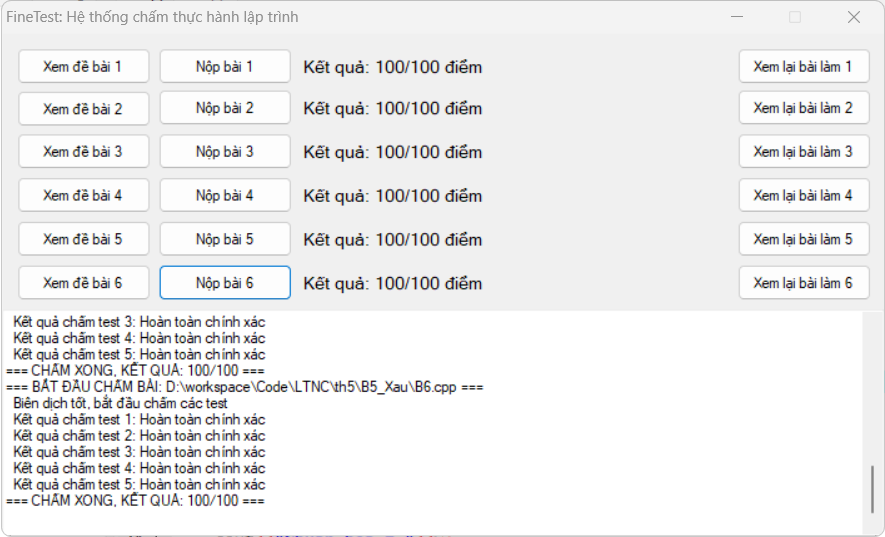 FineTest: Hệ thống chấm thực hành lập trình
Xem đề bài 1 Nộp bài 1 Kết quả: 100/100 điểm Xem lại bài làm 1
Xem đề bài 2 Nộp bài 2 Kết quả: 100/100 điểm Xem lại bài làm 2
Xem đề bài 3 Nộp bài 3 Kết quả: 100/100 điểm Xem lại bài làm 3
Xem đề bài 4 Nộp bài 4 Kết quả: 100/100 điểm Xem lại bài làm 4
Xem đề bài 5 Nộp bài 5 Kết quả: 100/100 điểm Xem lại bài làm 5
Xem đề bài 6 Nộp bài 6 Kết quả: 100/100 điểm Xem lại bài làm 6
Kết quả chấm test 3: Hoàn toàn chính xác
Kết quả chấm test 4: Hoàn toàn chính xác
Kết quả chấm test 5: Hoàn toàn chính xác
=== CHẤM XONG, KẾT QUẢ: 100/100 ===
=== BẮT ĐẦU CHẤM BÀI: D:\workspace\Code\LTNC\th5\B5_Xau\B6.cpp ===
Biên dịch tốt, bắt đầu chấm các test
Kết quả chấm test 1: Hoàn toàn chính xác
Kết quả chấm test 2: Hoàn toàn chính xác
Kết quả chấm test 3: Hoàn toàn chính xác
Kết quả chấm test 4: Hoàn toàn chính xác
Kết quả chấm test 5: Hoàn toàn chính xác
=== CHẤM XONG, KẾT QUẢ: 100/100 ===